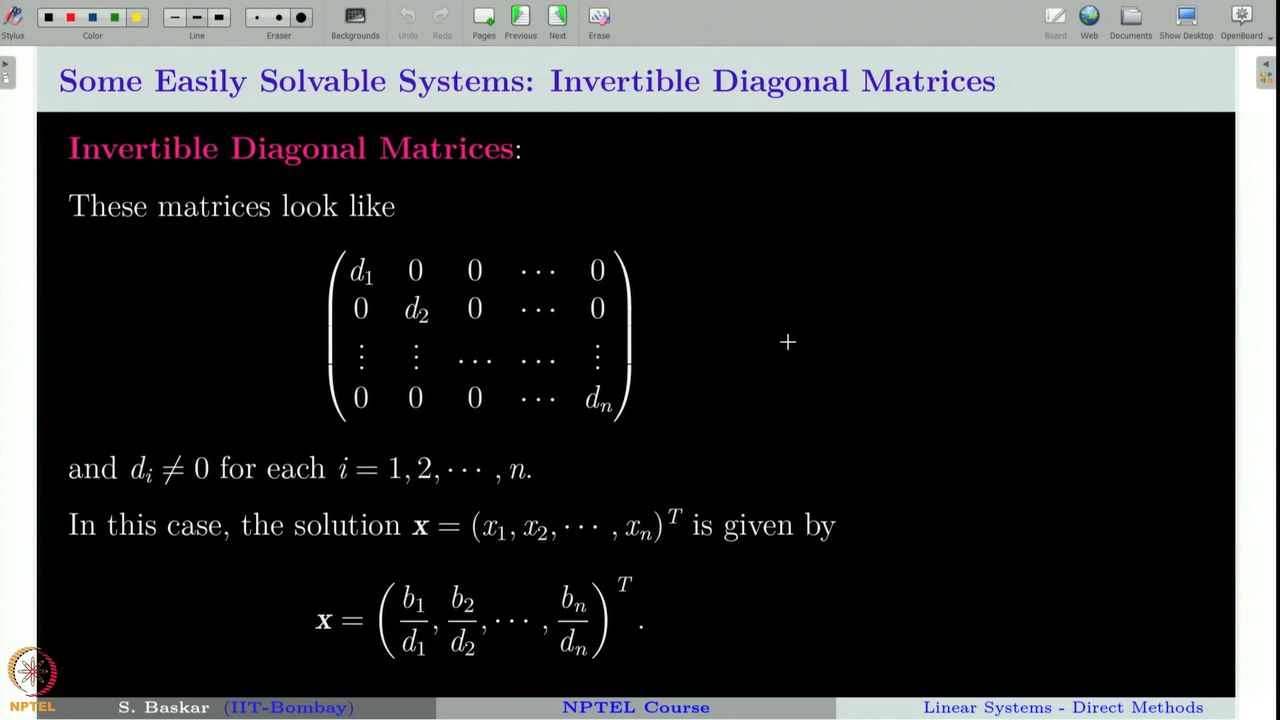 Stylus Color Line Eraser Backgrounds Undo Redo Pages Previous Next Erase Board Web Documents Show Desktop OpenBoard
Some Easily Solvable Systems: Invertible Diagonal Matrices
Invertible Diagonal Matrices:
These matrices look like
d₁ 0 0 ⋯ 0
0 d₂ 0 ⋯ 0
⋮ ⋮ ⋯ ⋯ ⋮
0 0 0 ⋯ dₙ
and dᵢ ≠ 0 for each i = 1, 2, ⋯ , n.
In this case, the solution x = (x₁, x₂, ⋯ , xₙ)ᵀ is given by
x = (b₁/d₁, b₂/d₂, ⋯ , bₙ/dₙ)ᵀ.
NPTEL
S. Baskar (IIT-Bombay) NPTEL Course Linear Systems - Direct Methods